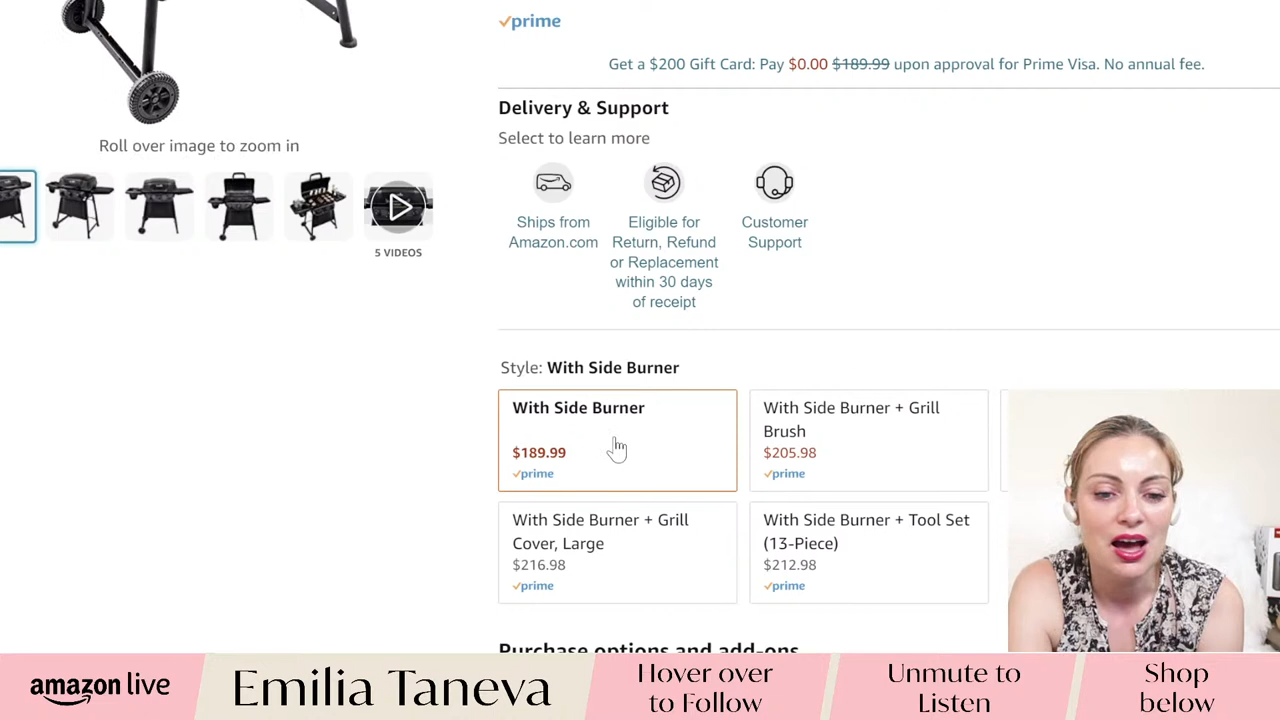 prime
Get a $200 Gift Card: Pay $0.00 $189.99 upon approval for Prime Visa. No annual fee.
Delivery & Support
Select to learn more
Roll over image to zoom in
5 VIDEOS
Ships from
Amazon.com
Eligible for
Return, Refund
or Replacement
within 30 days
of receipt
Customer
Support
Style: With Side Burner
With Side Burner
$189.99
prime
With Side Burner + Grill
Brush
$205.98
prime
With Side Burner + Grill
Cover, Large
$216.98
prime
With Side Burner + Tool Set
(13-Piece)
$212.98
prime
Purchase options and add-ons
amazon live
Emilia Taneva
Hover over
to Follow
Unmute to
Listen
Shop
below